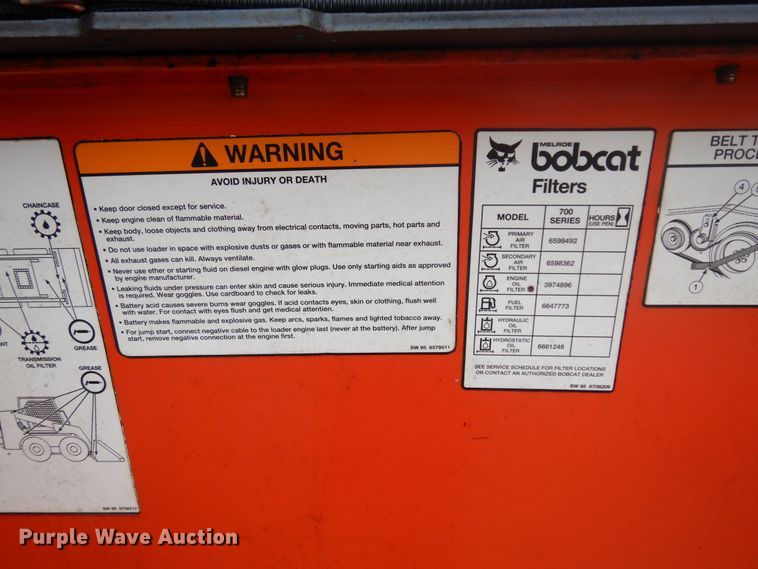 CHAINCASE
TRANSMISSION
OIL FILTER
GREASE
GREASE
WARNING
AVOID INJURY OR DEATH
• Keep door closed except for service.
• Keep engine clean of flammable material.
• Keep body, loose objects and clothing away from electrical contacts, moving parts, hot parts and
exhaust.
• Do not use loader in space with explosive dusts or gases or with flammable material near exhaust.
• All exhaust gases can kill. Always ventilate.
• Never use ether or starting fluid on diesel engine with glow plugs. Use only starting aids as approved
by engine manufacturer.
• Leaking fluids under pressure can enter skin and cause serious injury. Immediate medical attention
is required. Wear goggles. Use cardboard to check for leaks.
• Battery acid causes severe burns wear goggles. If acid contacts eyes, skin or clothing, flush well
with water. For contact with eyes flush and get medical attention.
• Battery makes flammable and explosive gas. Keep arcs, sparks, flames and lighted tobacco away.
• For jump start, connect negative cable to the loader engine last (never at the battery). After jump
start, remove negative connection at the engine first.
SW 95 6579511
MELROE
bobcat
Filters
MODEL 700 SERIES HOURS (USE PEN)
PRIMARY AIR FILTER 6598492
SECONDARY AIR FILTER 6598362
ENGINE OIL FILTER 3974896
FUEL FILTER 6647773
HYDRAULIC OIL FILTER
HYDROSTATIC OIL FILTER 6661248
SEE SERVICE SCHEDULE FOR FILTER LOCATIONS
OR CONTACT AN AUTHORIZED BOBCAT DEALER
SW 95 6708206
BELT T
PROCE
4
1
Purple Wave Auction